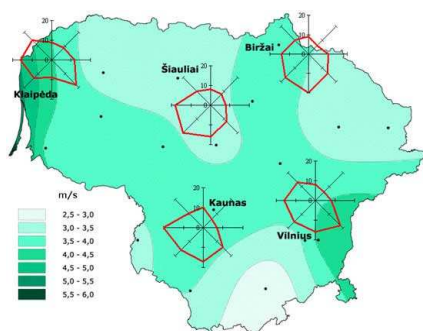 20
10
0
Klaipėda
20
10
0
Šiauliai
20
10
0
Biržai
20
10
0
Kaunas
20
10
0
Vilnius
m/s
2,5 - 3,0
3,0 - 3,5
3,5 - 4,0
4,0 - 4,5
4,5 - 5,0
5,0 - 5,5
5,5 - 6,0